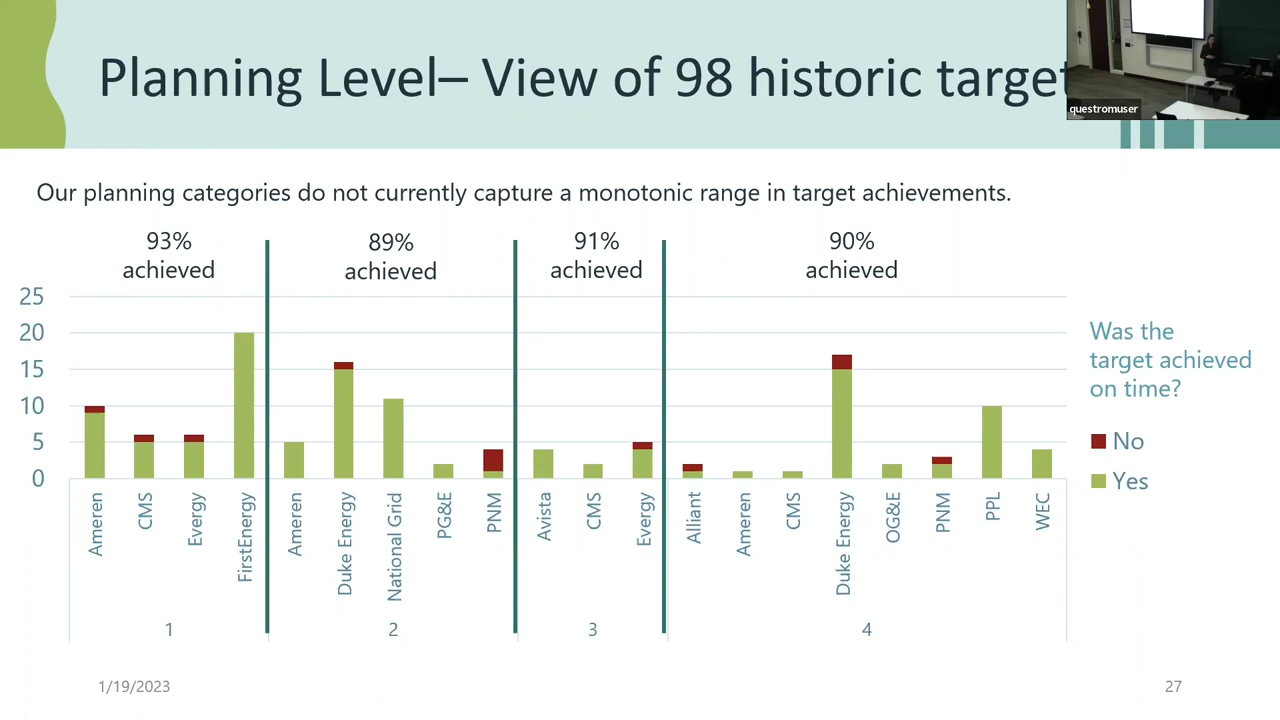 Planning Level– View of 98 historic target
questromuser
Our planning categories do not currently capture a monotonic range in target achievements.
93%
achieved
89%
achieved
91%
achieved
90%
achieved
25
20
15
10
5
0
Ameren
CMS
Evergy
FirstEnergy
Ameren
Duke Energy
National Grid
PG&E
PNM
Avista
CMS
Evergy
Alliant
Ameren
CMS
Duke Energy
OG&E
PNM
PPL
WEC
1
2
3
4
Was the
target achieved
on time?
No
Yes
1/19/2023
27